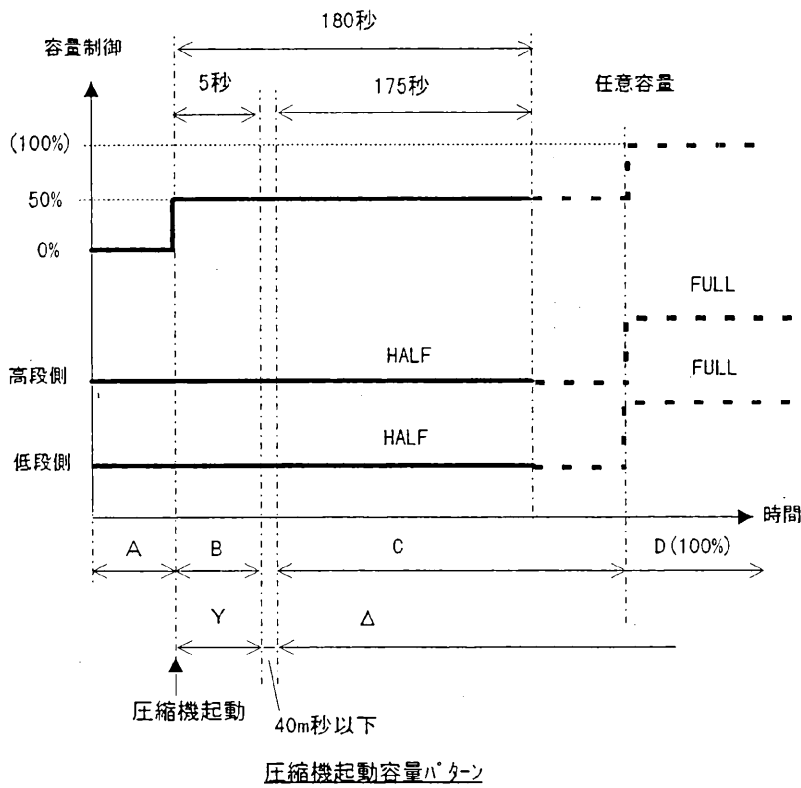 180秒
容量制御
5秒
175秒
任意容量
(100%)
50%
0%
FULL
HALF
FULL
高段側
HALF
低段側
時間
A
B
C
D(100%)
Y
Δ
圧縮機起動
40m秒以下
圧縮機起動容量パターン